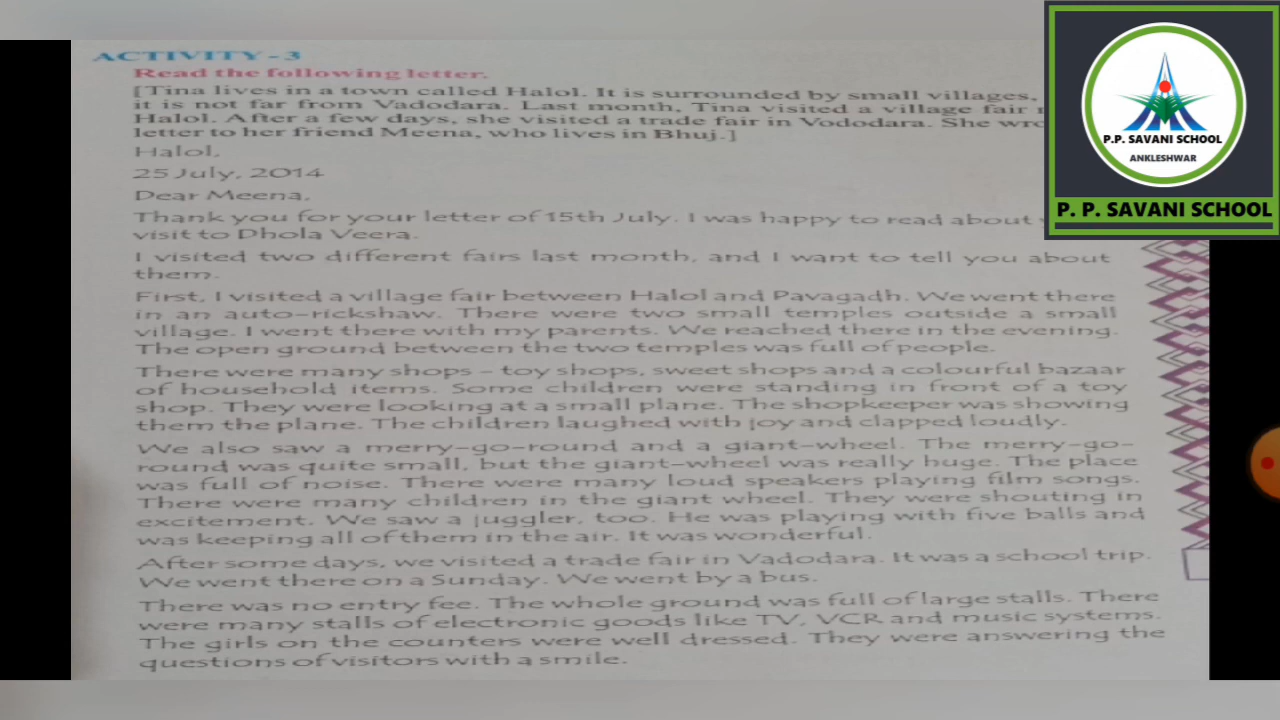 ACTIVITY - 3
Read the following letter.
[Tina lives in a town called Halol. It is surrounded by small villages,
it is not far from Vadodara. Last month, Tina visited a village fair
Halol. After a few days, she visited a trade fair in Vododara. She wro
letter to her friend Meena, who lives in Bhuj.]
Halol,
25 July, 2014
Dear Meena,
Thank you for your letter of 15th July. I was happy to read about
visit to Dhola Veera.
I visited two different fairs last month, and I want to tell you about
them.
First, I visited a village fair between Halol and Pavagadh. We went there
in an auto-rickshaw. There were two small temples outside a small
village. I went there with my parents. We reached there in the evening.
The open ground between the two temples was full of people.
There were many shops - toy shops, sweet shops and a colourful bazaar
of household items. Some children were standing in front of a toy
shop. They were looking at a small plane. The shopkeeper was showing
them the plane. The children laughed with joy and clapped loudly.
We also saw a merry-go-round and a giant-wheel. The merry-go-
round was quite small, but the giant-wheel was really huge. The place
was full of noise. There were many loud speakers playing film songs.
There were many children in the giant wheel. They were shouting in
excitement. We saw a juggler, too. He was playing with five balls and
was keeping all of them in the air. It was wonderful.
After some days, we visited a trade fair in Vadodara. It was a school trip.
We went there on a Sunday. We went by a bus.
There was no entry fee. The whole ground was full of large stalls. There
were many stalls of electronic goods like TV, VCR and music systems.
The girls on the counters were well dressed. They were answering the
questions of visitors with a smile.
P.P. SAVANI SCHOOL
ANKLESHWAR
P. P. SAVANI SCHOOL